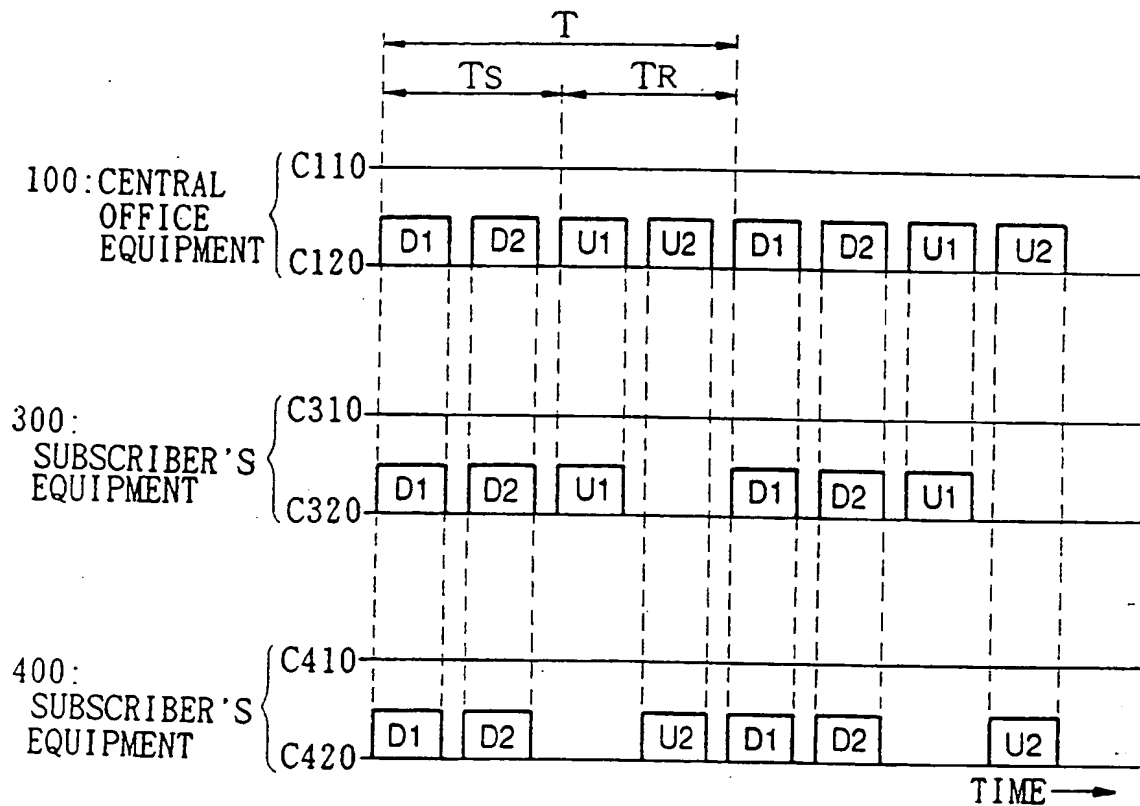 T
TS TR
100:CENTRAL
OFFICE
EQUIPMENT
C110
C120
D1 D2 U1 U2 D1 D2 U1 U2
300:
SUBSCRIBER'S
EQUIPMENT
C310
C320
D1 D2 U1 D1 D2 U1
400:
SUBSCRIBER'S
EQUIPMENT
C410
C420
D1 D2 U2 D1 D2 U2
TIME